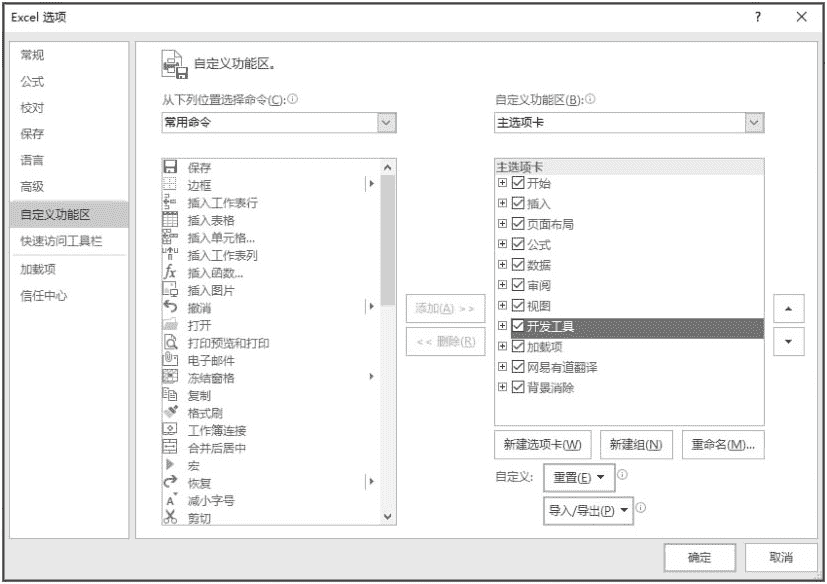 Excel 选项
? ×
常规
公式
校对
保存
语言
高级
自定义功能区
快速访问工具栏
加载项
信任中心
自定义功能区。
从下列位置选择命令(C):
常用命令
保存
边框
插入工作表行
插入表格
插入单元格...
插入工作表列
fx 插入函数...
插入图片
撤消
打开
打印预览和打印
电子邮件
冻结窗格
复制
格式刷
工作簿连接
合并后居中
宏
恢复
A 减小字号
剪切
添加(A) >>
<< 删除(R)
自定义功能区(B):
主选项卡
主选项卡
开始
插入
页面布局
公式
数据
审阅
视图
开发工具
加载项
网易有道翻译
背景消除
新建选项卡(W) 新建组(N) 重命名(M)...
自定义: 重置(E)
导入/导出(P)
确定 取消